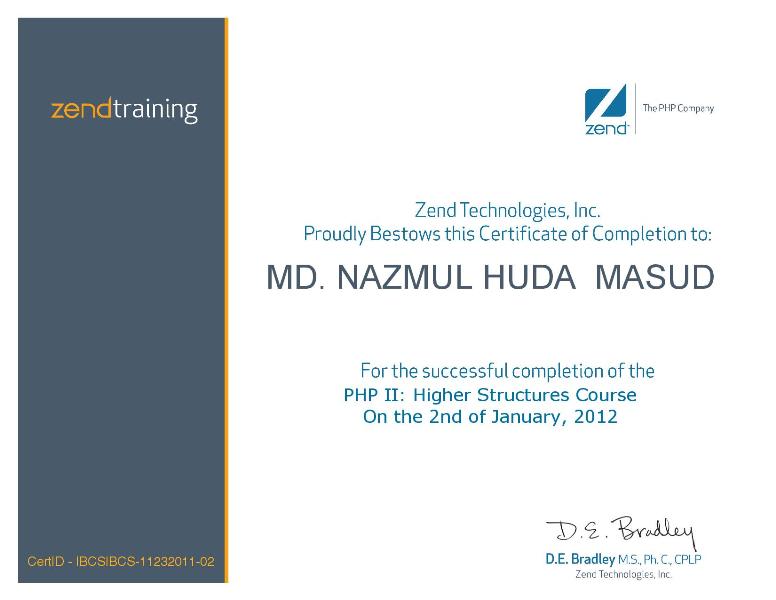 zendtraining
zend
The PHP Company
Zend Technologies, Inc.
Proudly Bestows this Certificate of Completion to:
MD. NAZMUL HUDA MASUD
For the successful completion of the
PHP II: Higher Structures Course
On the 2nd of January, 2012
D.E. Bradley
D.E. Bradley M.S., Ph. C., CPLP
Zend Technologies, Inc.
CertID - IBCSIBCS-11232011-02